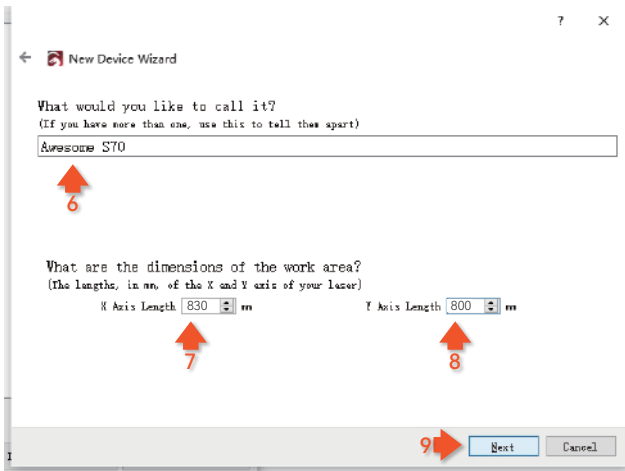 ? ×
← New Device Wizard
What would you like to call it?
(If you have more than one, use this to tell them apart)
Awesome S70
6
What are the dimensions of the work area?
(The lengths, in mm, of the X and Y axis of your laser)
X Axis Length 830 mm Y Axis Length 800 mm
7 8
9 Next Cancel